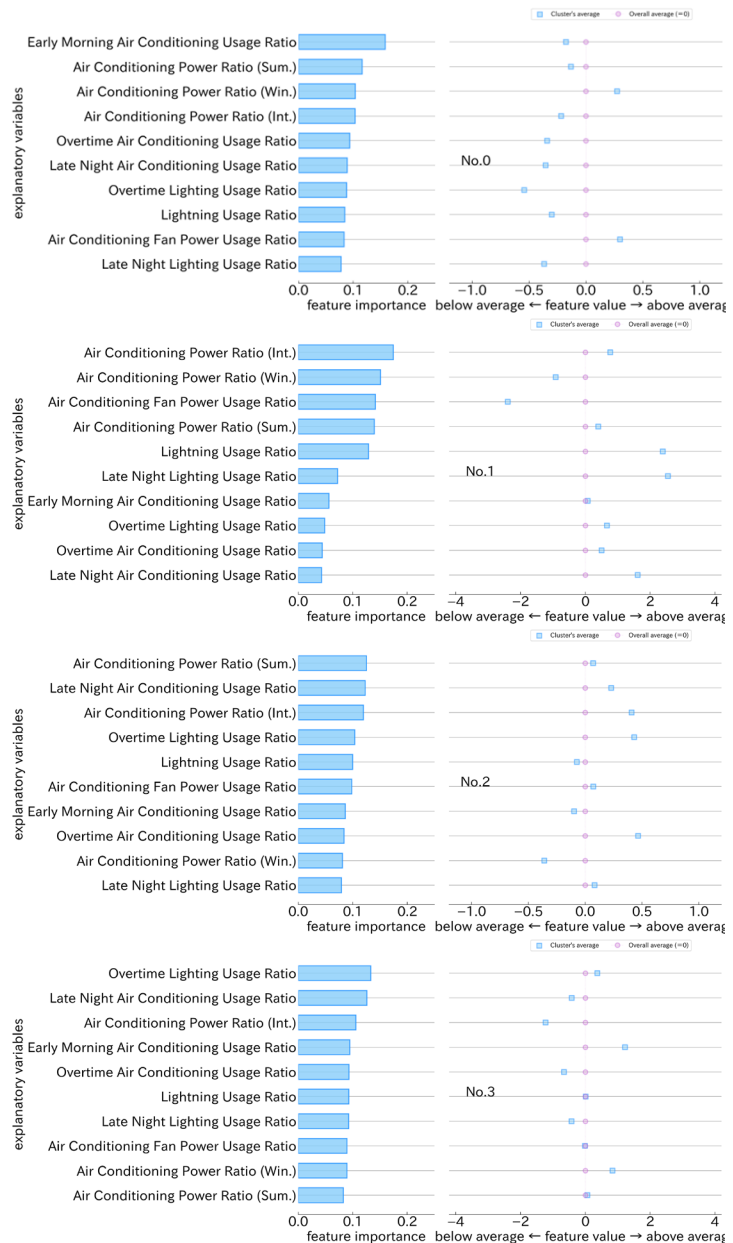 Cluster's average Overall average (=0)
explanatory variables
Early Morning Air Conditioning Usage Ratio
Air Conditioning Power Ratio (Sum.)
Air Conditioning Power Ratio (Win.)
Air Conditioning Power Ratio (Int.)
Overtime Air Conditioning Usage Ratio
Late Night Air Conditioning Usage Ratio
No.0
Overtime Lighting Usage Ratio
Lightning Usage Ratio
Air Conditioning Fan Power Usage Ratio
Late Night Lighting Usage Ratio
0.0 0.1 0.2 −1.0 −0.5 0.0 0.5 1.0
feature importance below average ← feature value → above averag
Cluster's average Overall average (=0)
explanatory variables
Air Conditioning Power Ratio (Int.)
Air Conditioning Power Ratio (Win.)
Air Conditioning Fan Power Usage Ratio
Air Conditioning Power Ratio (Sum.)
Lightning Usage Ratio
Late Night Lighting Usage Ratio
No.1
Early Morning Air Conditioning Usage Ratio
Overtime Lighting Usage Ratio
Overtime Air Conditioning Usage Ratio
Late Night Air Conditioning Usage Ratio
0.0 0.1 0.2 −4 −2 0 2 4
feature importance below average ← feature value → above averag
Cluster's average Overall average (=0)
explanatory variables
Air Conditioning Power Ratio (Sum.)
Late Night Air Conditioning Usage Ratio
Air Conditioning Power Ratio (Int.)
Overtime Lighting Usage Ratio
Lightning Usage Ratio
Air Conditioning Fan Power Usage Ratio
No.2
Early Morning Air Conditioning Usage Ratio
Overtime Air Conditioning Usage Ratio
Air Conditioning Power Ratio (Win.)
Late Night Lighting Usage Ratio
0.0 0.1 0.2 −1.0 −0.5 0.0 0.5 1.0
feature importance below average ← feature value → above averag
Cluster's average Overall average (=0)
explanatory variables
Overtime Lighting Usage Ratio
Late Night Air Conditioning Usage Ratio
Air Conditioning Power Ratio (Int.)
Early Morning Air Conditioning Usage Ratio
Overtime Air Conditioning Usage Ratio
Lightning Usage Ratio
No.3
Late Night Lighting Usage Ratio
Air Conditioning Fan Power Usage Ratio
Air Conditioning Power Ratio (Win.)
Air Conditioning Power Ratio (Sum.)
0.0 0.1 0.2 −4 −2 0 2 4
feature importance below average ← feature value → above averag